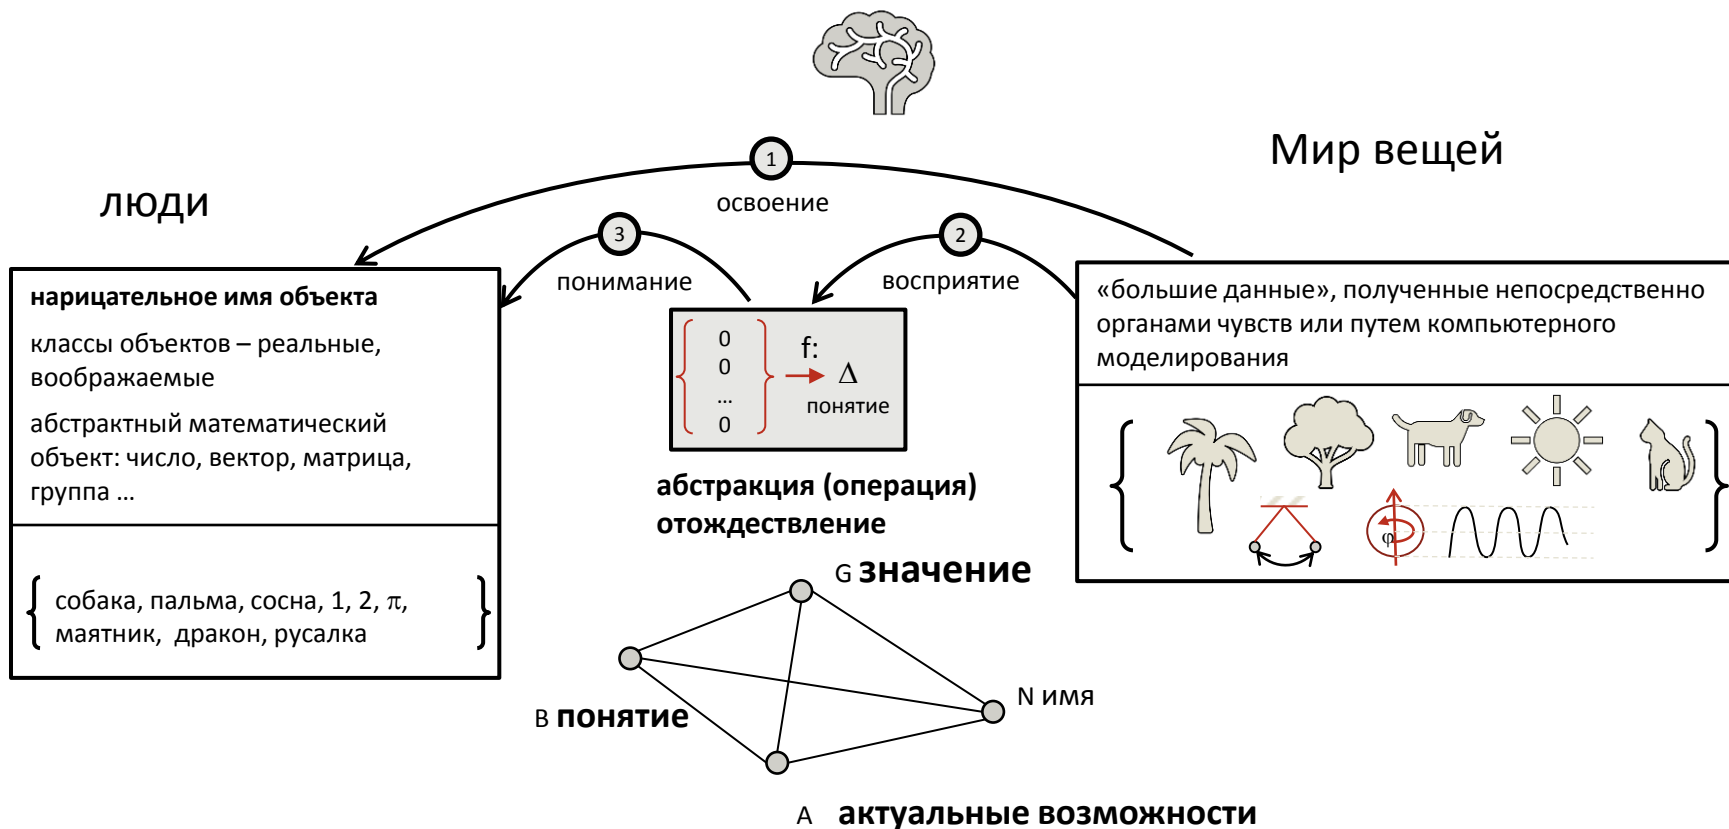 Мир вещей
люди
1
освоение
3
понимание
2
восприятие
нарицательное имя объекта
классы объектов – реальные,
воображаемые
абстрактный математический
объект: число, вектор, матрица,
группа ...
собака, пальма, сосна, 1, 2, π,
маятник, дракон, русалка
0
0
...
0
f:
Δ
понятие
абстракция (операция)
отождествление
«большие данные», полученные непосредственно
органами чувств или путем компьютерного
моделирования
φ
G значение
B понятие
N имя
A актуальные возможности